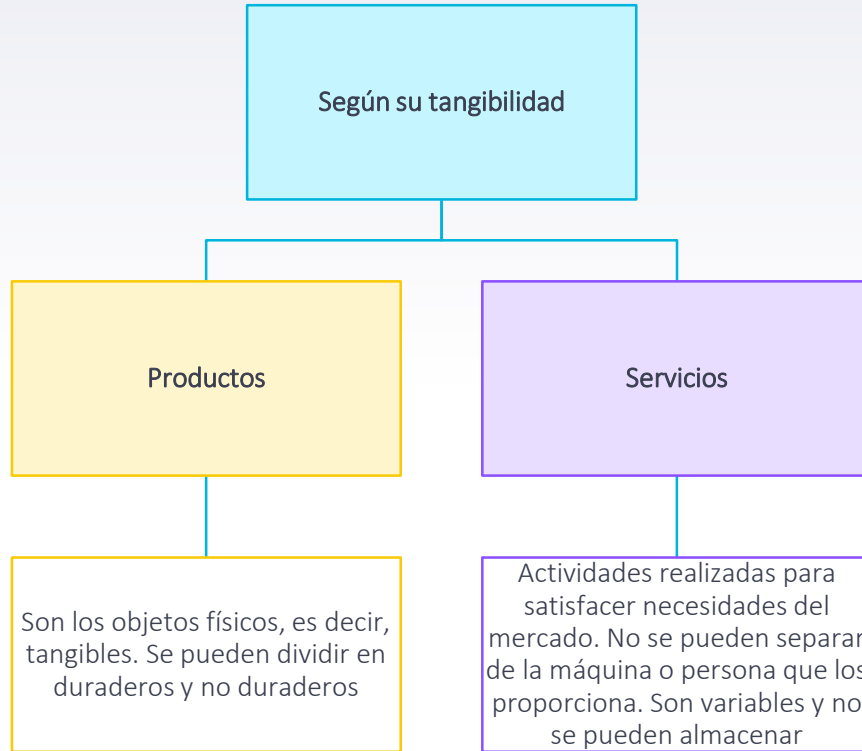 Según su tangibilidad
Productos
Servicios
Son los objetos físicos, es decir,
tangibles. Se pueden dividir en
duraderos y no duraderos
Actividades realizadas para
satisfacer necesidades del
mercado. No se pueden separar
de la máquina o persona que los
proporciona. Son variables y no
se pueden almacenar